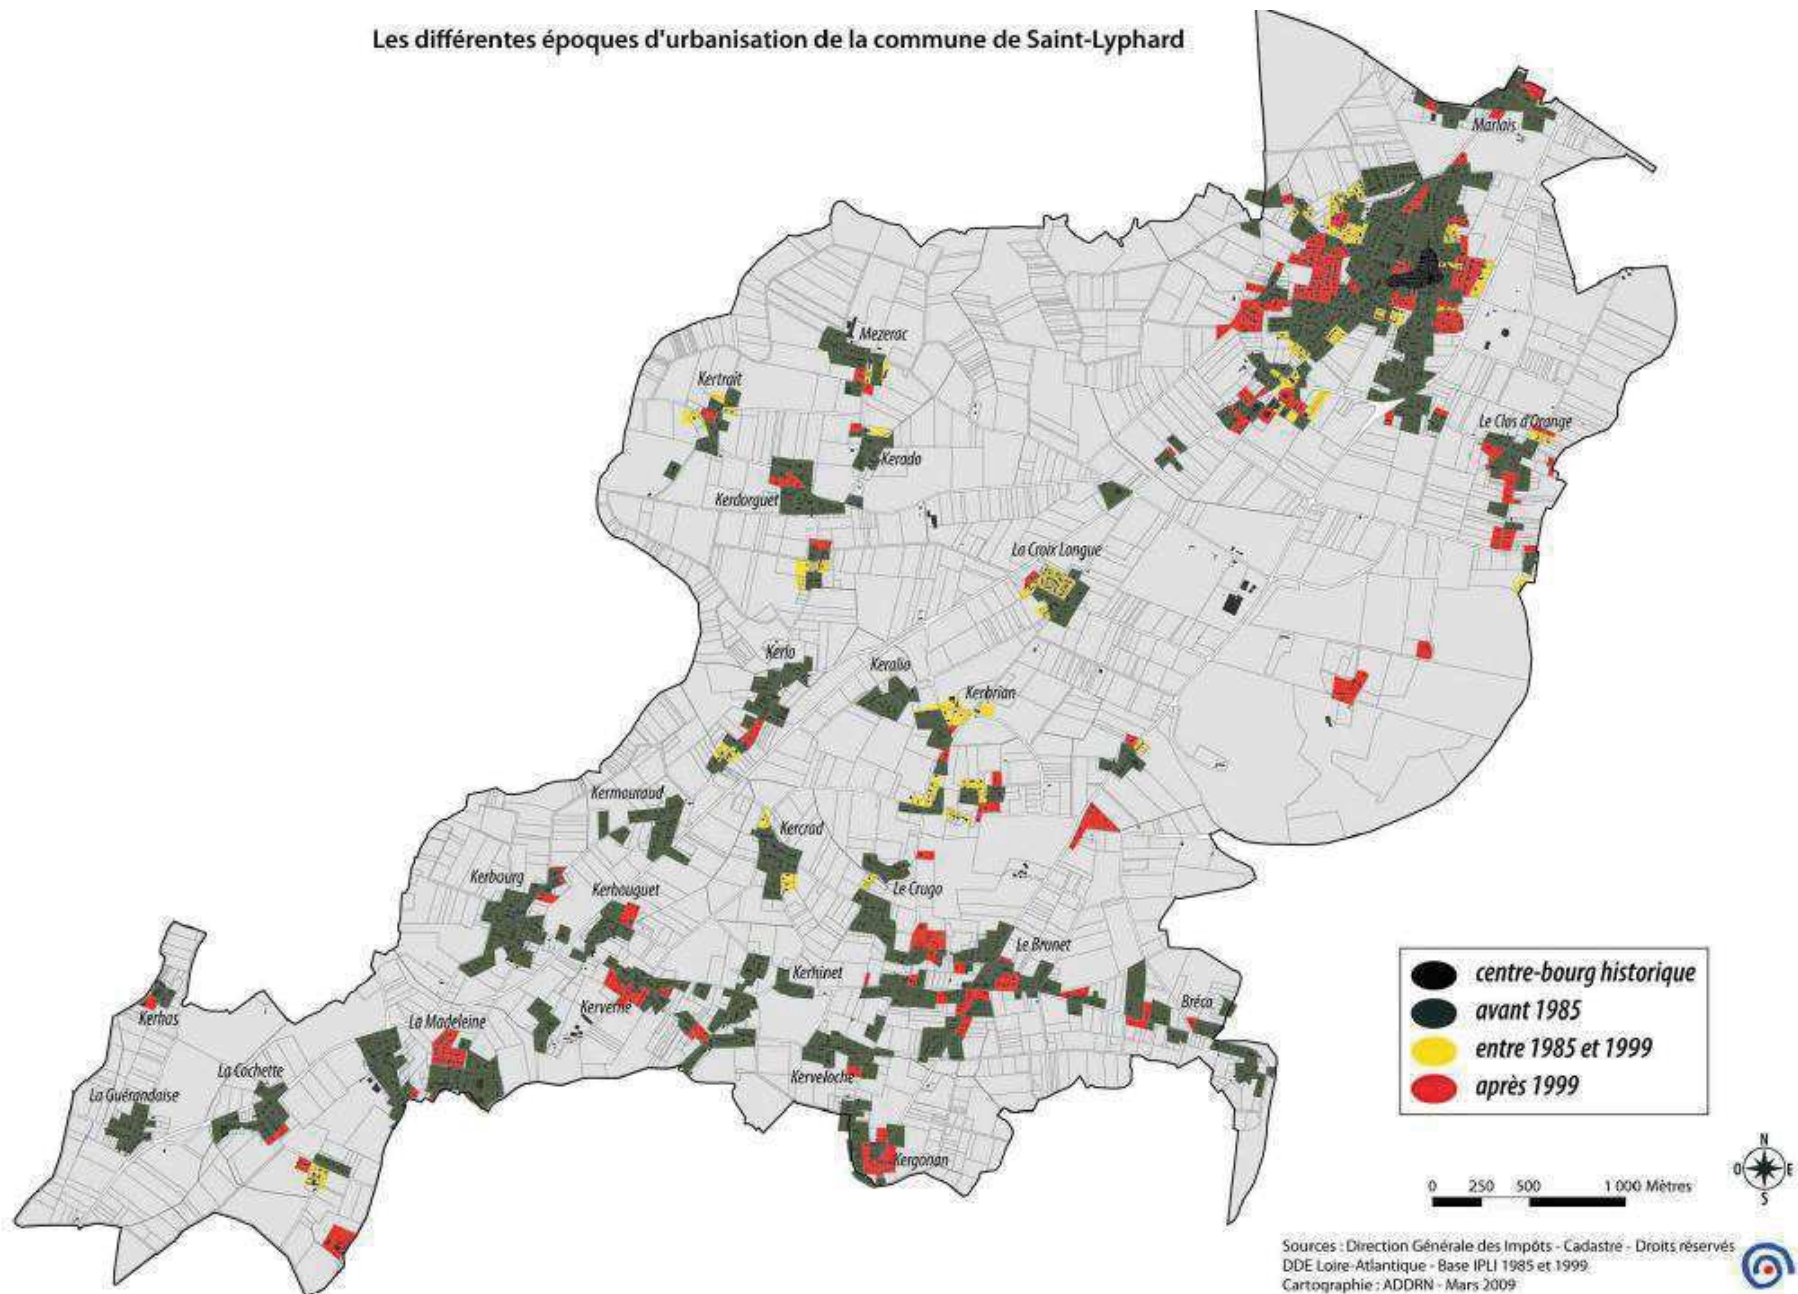 Les différentes époques d'urbanisation de la commune de Saint-Lyphard
Marlais
Mezerac
Kertrait
Le Clos d'Orange
Kerado
Kerdorguet
La Croix Longue
Kerlo
Keralio
Kerbrian
Kermouraud
Kercrad
Kerbourg
Kerbouguet
Le Crugo
Le Brunet
Kerhinet
Bréca
Kerverné
Kerhas
La Madeleine
La Cochette
Kerveloche
La Guérandaise
Kergonan
centre-bourg historique
avant 1985
entre 1985 et 1999
après 1999
N
O E
S
0 250 500 1 000 Mètres
Sources : Direction Générale des Impôts - Cadastre - Droits réservés
DDE Loire-Atlantique - Base IPLI 1985 et 1999
Cartographie : ADDRN - Mars 2009